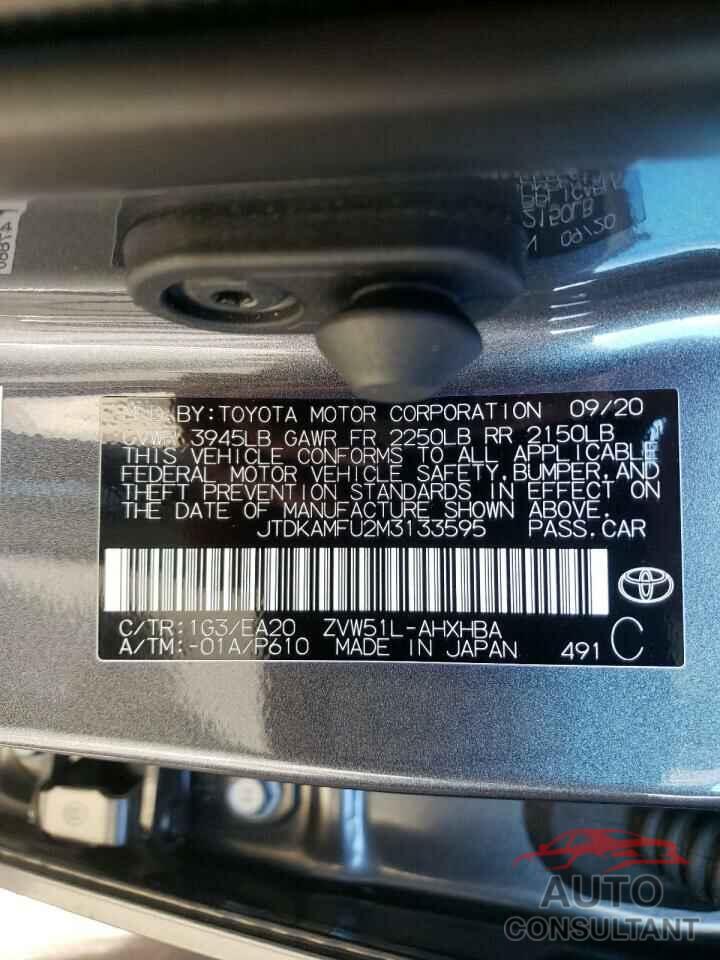 MFD. BY:TOYOTA MOTOR CORPORATION 09/20
GVWR 3945LB GAWR FR 2250LB RR 2150LB
THIS VEHICLE CONFORMS TO ALL APPLICABLE
FEDERAL MOTOR VEHICLE SAFETY,BUMPER,AND
THEFT PREVENTION STANDARDS IN EFFECT ON
THE DATE OF MANUFACTURE SHOWN ABOVE.
JTDKAMFU2M3133595 PASS.CAR
C/TR:1G3/EA20 ZVW51L-AHXHBA
A/TM:-01A/P610 MADE IN JAPAN 491 C
AUTO
CONSULTANT